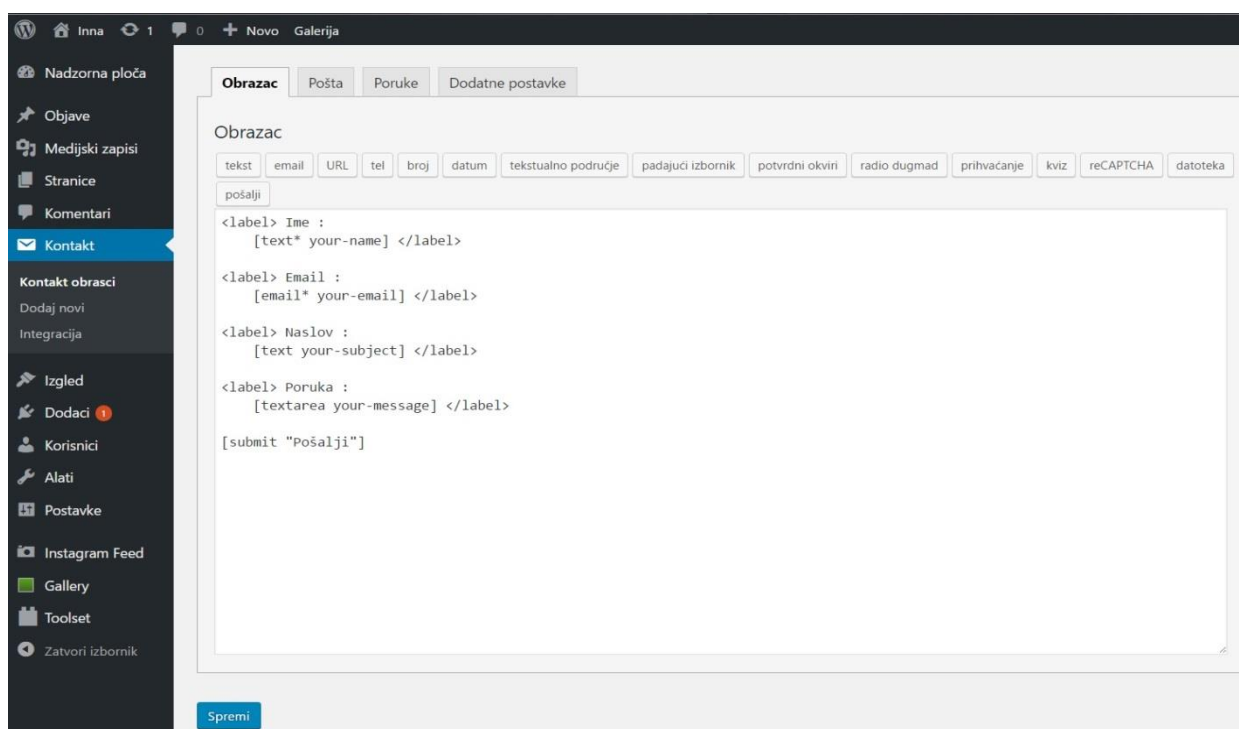 Inna 1 0 + Novo Galerija
Nadzorna ploča
Objave
Medijski zapisi
Stranice
Komentari
Kontakt
Kontakt obrasci
Dodaj novi
Integracija
Izgled
Dodaci 1
Korisnici
Alati
Postavke
Instagram Feed
Gallery
Toolset
Zatvori izbornik
Obrazac Pošta Poruke Dodatne postavke
Obrazac
tekst email URL tel broj datum tekstualno područje padajući izbornik potvrdni okviri radio dugmad prihvaćanje kviz reCAPTCHA datoteka
pošalji
<label> Ime :
[text* your-name] </label>
<label> Email :
[email* your-email] </label>
<label> Naslov :
[text your-subject] </label>
<label> Poruka :
[textarea your-message] </label>
[submit "Pošalji"]
Spremi